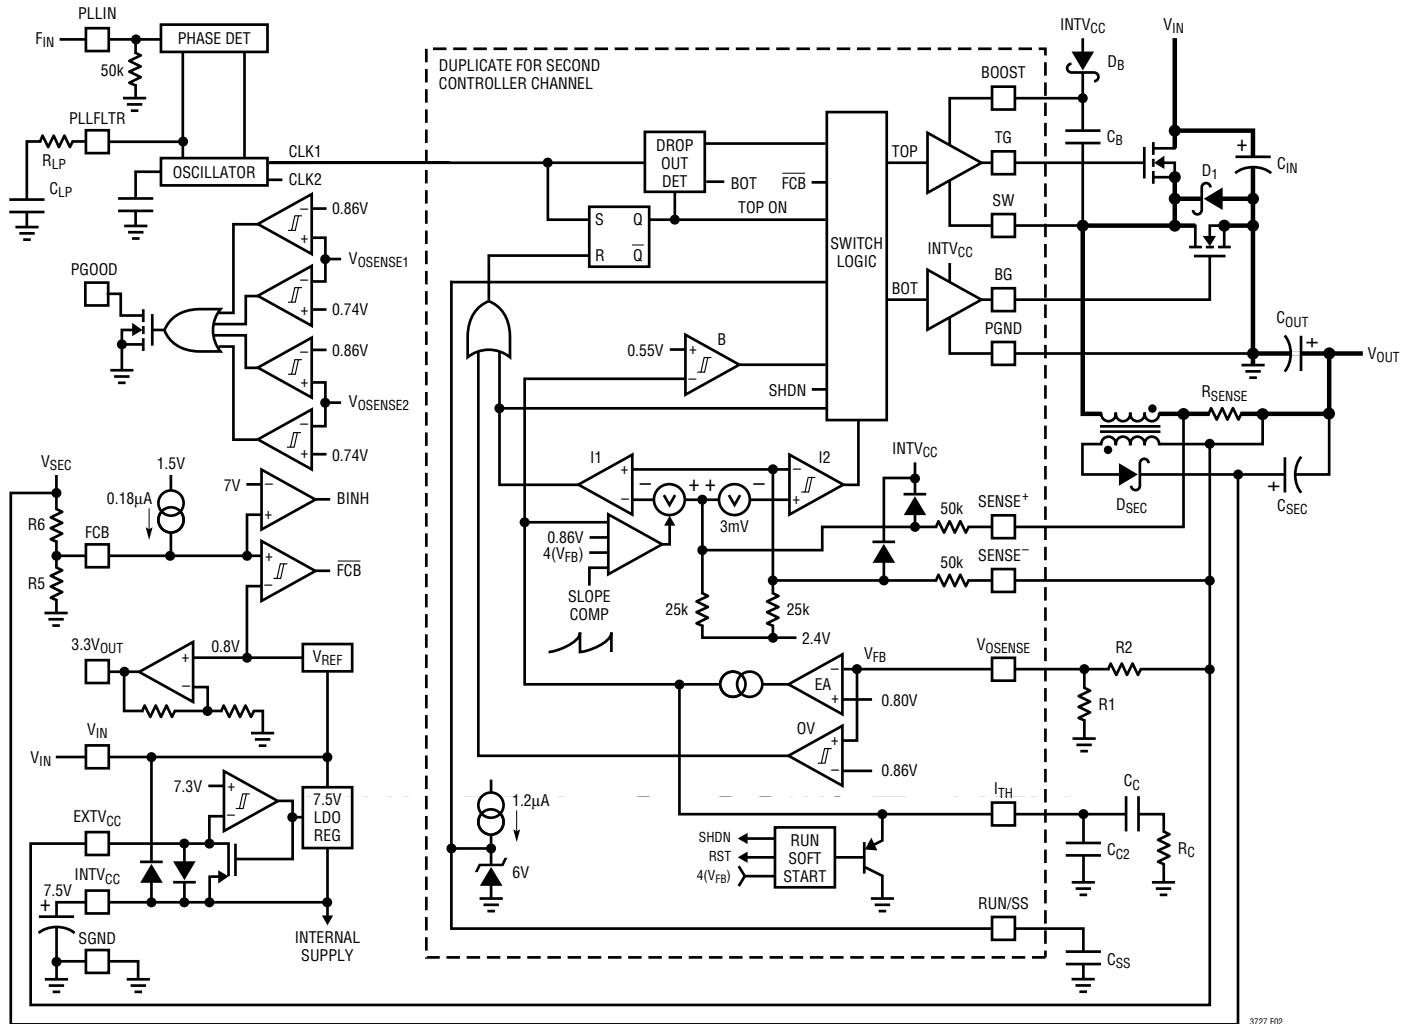 PLLIN
F_IN
PHASE DET
50k
PLLFLTR
R_LP
C_LP
OSCILLATOR
CLK1
CLK2
0.86V
−
+
V_OSENSE1
−
+
0.74V
PGOOD
−
0.86V
+
V_OSENSE2
−
+
0.74V
V_SEC
1.5V
7V
−
+
BINH
0.18μA
R6
FCB
+
−
F̅C̅B̅
R5
3.3V_OUT
+
−
0.8V
V_REF
V_IN
V_IN
7.3V
+
−
7.5V
LDO
REG
EXTV_CC
INTV_CC
7.5V
+
SGND
INTERNAL
SUPPLY
DUPLICATE FOR SECOND
CONTROLLER CHANNEL
DROP
OUT
DET
BOT
F̅C̅B̅
TOP ON
S
Q
R
Q̅
SWITCH
LOGIC
TOP
BOT
INTV_CC
BOOST
TG
SW
BG
PGND
0.55V
+
−
B
SHDN
I1
+
−
−
V
+
+
V
−
3mV
I2
−
+
INTV_CC
0.86V
4(V_FB)
SLOPE
COMP
25k
25k
2.4V
50k
SENSE+
50k
SENSE−
V_FB
V_OSENSE
−
EA
+
0.80V
OV
+
−
0.86V
1.2μA
6V
SHDN
RST
4(V_FB)
RUN
SOFT
START
I_TH
RUN/SS
INTV_CC
V_IN
D_B
C_B
+
C_IN
D_1
C_OUT
+
V_OUT
R_SENSE
D_SEC
+
C_SEC
R2
R1
C_C
C_C2
R_C
C_SS
3727 F02